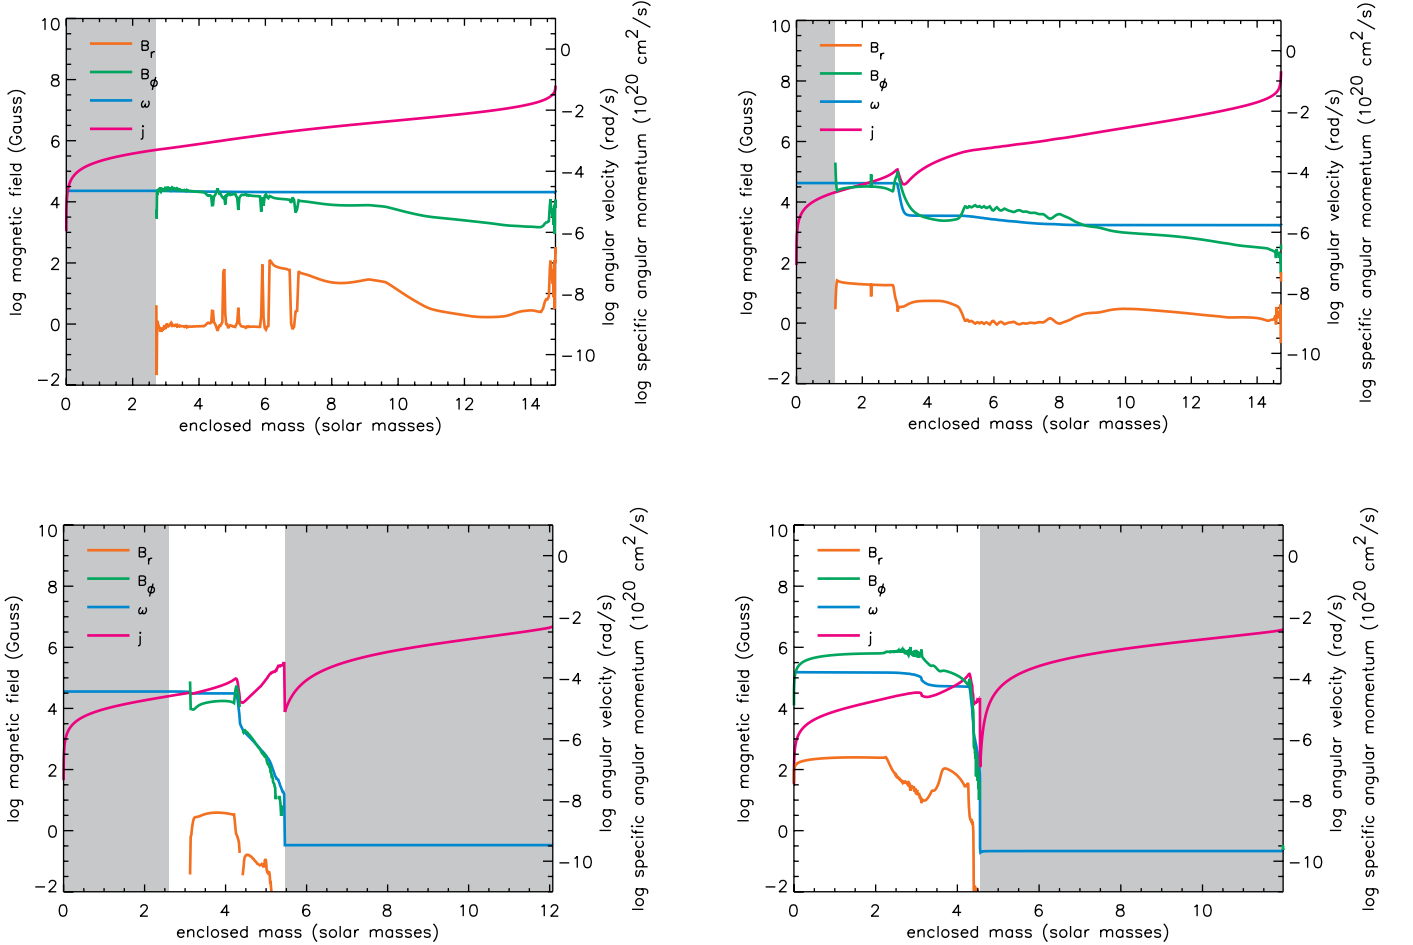 10
8
6
4
2
0
−2
log magnetic field (Gauss)
B_r
B_ϕ
ω
j
0
−2
−4
−6
−8
−10
log angular velocity (rad/s)
log specific angular momentum (10^20 cm^2/s)
0 2 4 6 8 10 12 14
enclosed mass (solar masses)
10
8
6
4
2
0
−2
log magnetic field (Gauss)
B_r
B_ϕ
ω
j
0
−2
−4
−6
−8
−10
log angular velocity (rad/s)
log specific angular momentum (10^20 cm^2/s)
0 2 4 6 8 10 12 14
enclosed mass (solar masses)
10
8
6
4
2
0
−2
log magnetic field (Gauss)
B_r
B_ϕ
ω
j
0
−2
−4
−6
−8
−10
log angular velocity (rad/s)
log specific angular momentum (10^20 cm^2/s)
0 2 4 6 8 10 12
enclosed mass (solar masses)
10
8
6
4
2
0
−2
log magnetic field (Gauss)
B_r
B_ϕ
ω
j
0
−2
−4
−6
−8
−10
log angular velocity (rad/s)
log specific angular momentum (10^20 cm^2/s)
0 2 4 6 8 10
enclosed mass (solar masses)